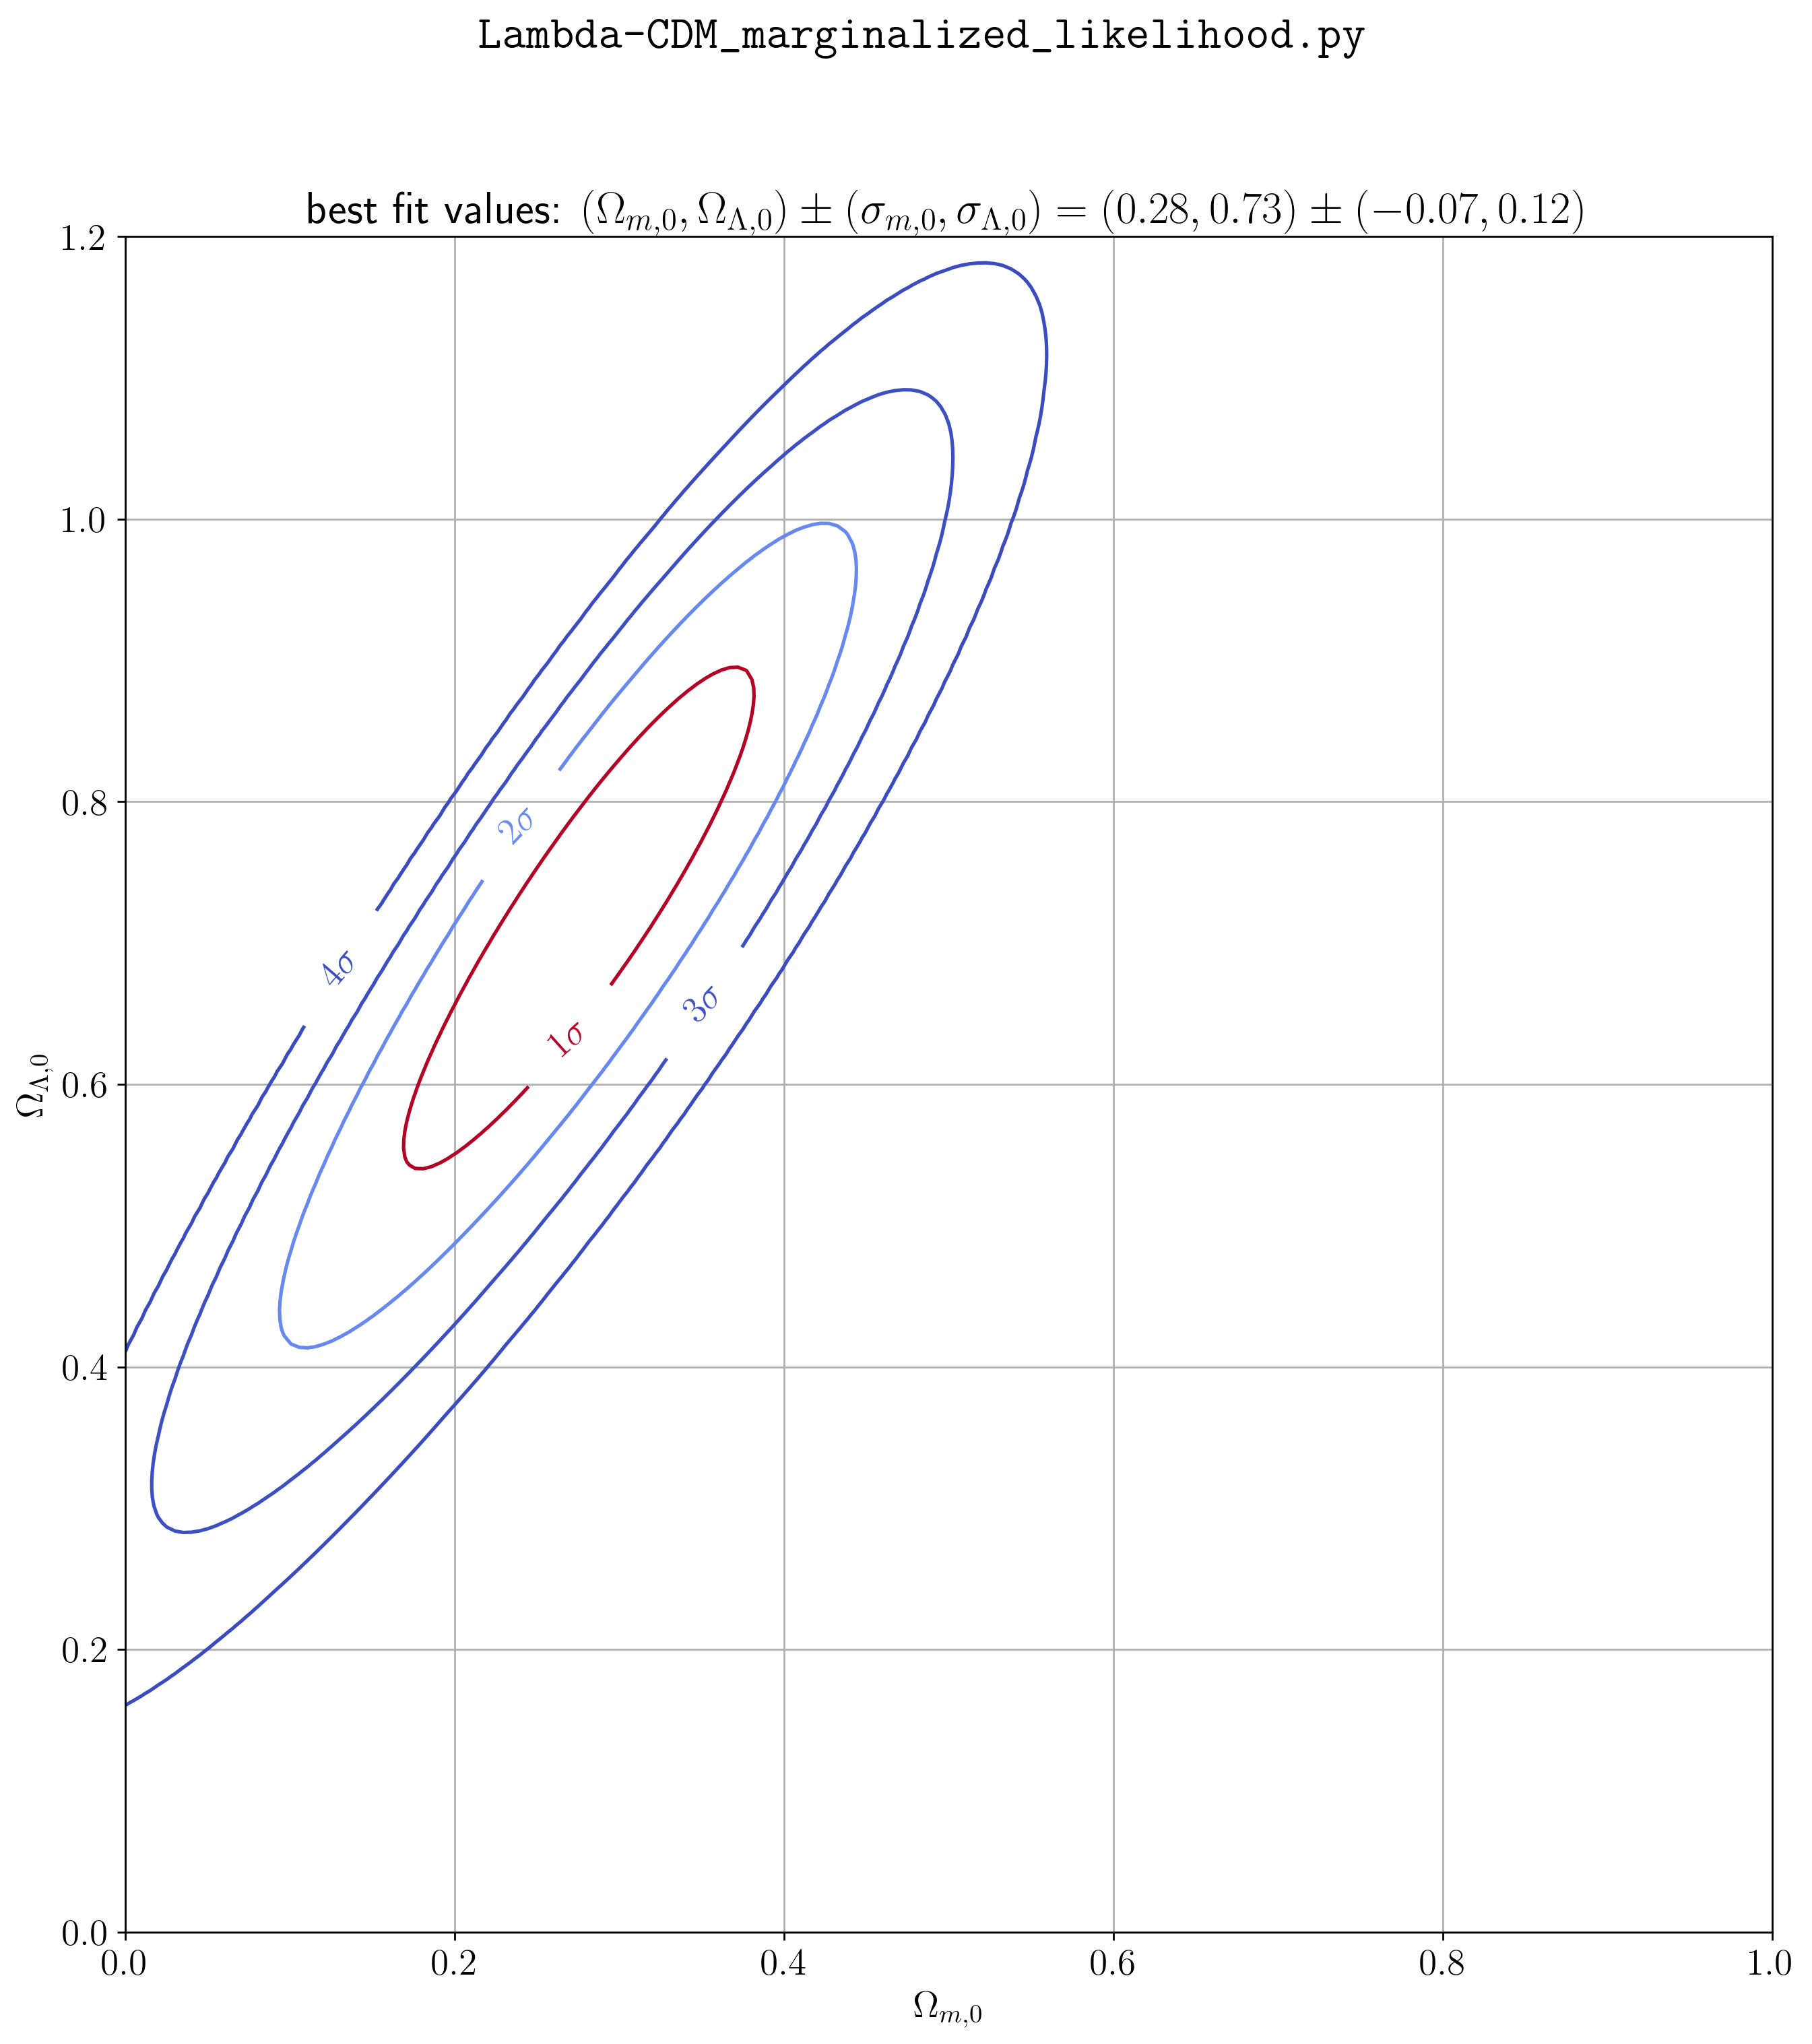 Lambda-CDM_marginalized_likelihood.py
best fit values: (Ω_{m,0}, Ω_{Λ,0}) ± (σ_{m,0}, σ_{Λ,0}) = (0.28, 0.73) ± (−0.07, 0.12)
1.2
1.0
0.8
2σ
4σ
3σ
1σ
Ω_{Λ,0}
0.6
0.4
0.2
0.0
0.0 0.2 0.4 0.6 0.8 1.0
Ω_{m,0}